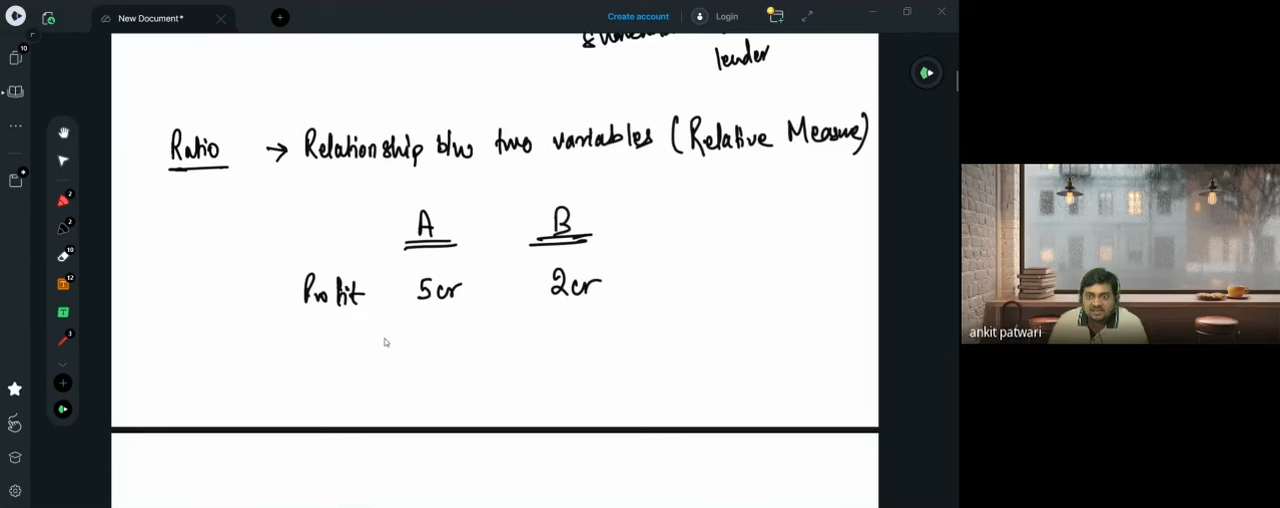 New Document*
Create account
Login
lender
Ratio → Relationship b/w two variables (Relative Measure)
A B
Profit 5cr 2cr
ankit patwari